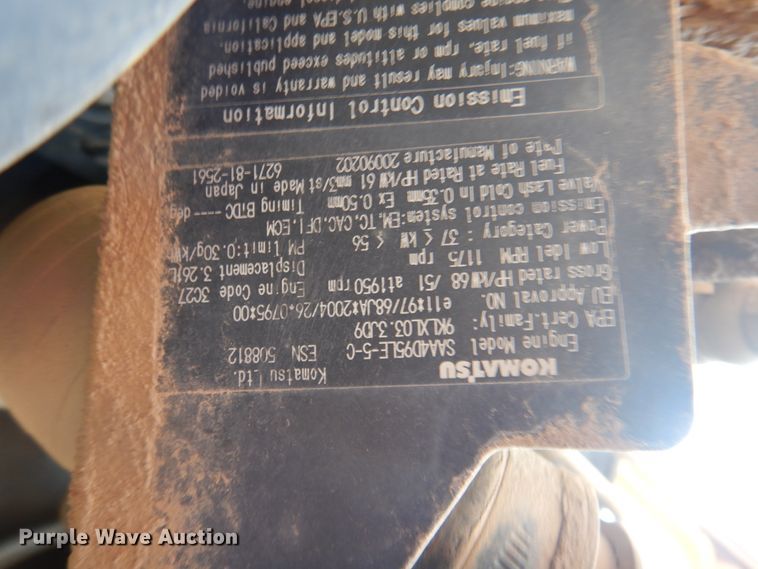 KOMATSU Komatsu Ltd.
Engine Model SAA4D95LE-5-C ESN 508812
EPA Cert.Family: 9KLXL03.3JD9
EU Approval NO. e11*97/68JA*2004/26*0795*00
Gross rated HP/kW 68 /51 at1950 rpm Engine Code 3C27
Low Idel RPM 1175 rpm Displacement 3.26lL
Power Category : 37 ≤ kW < 56 PM limit:0.30g/kW
Emission control system:EM,TC,CAC,DFI,ECM
Valve Lash Cold In 0.35mm Ex 0.50mm Timing BTDC ---- deg
Fuel Rate at Rated HP/kW 61 mm3/st Made in Japan
Date of Manufacture 20090202 6271-81-2561
Emission Control Information
WARNING:Injury may result and warranty is voided
if fuel rate, rpm or altitudes exceed published
maximum values for this model and application.
complies with U.S.EPA and California
Purple Wave Auction®